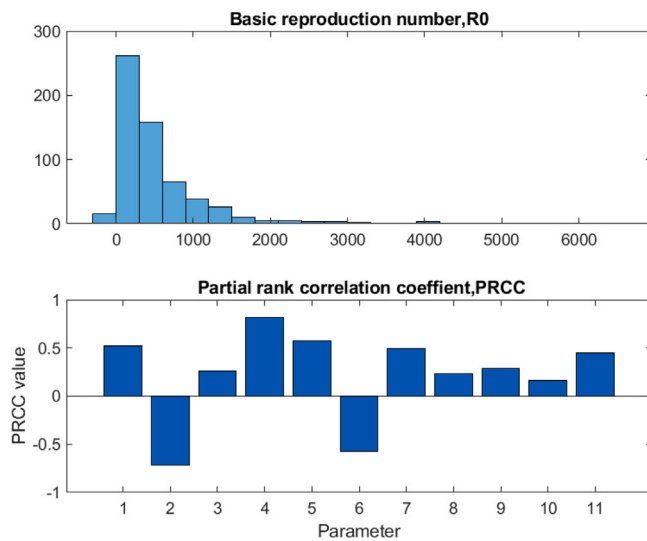 Basic reproduction number,R0
300
200
100
0
0 1000 2000 3000 4000 5000 6000
Partial rank correlation coeffient,PRCC
1
0.5
0
-0.5
-1
PRCC value
1 2 3 4 5 6 7 8 9 10 11
Parameter